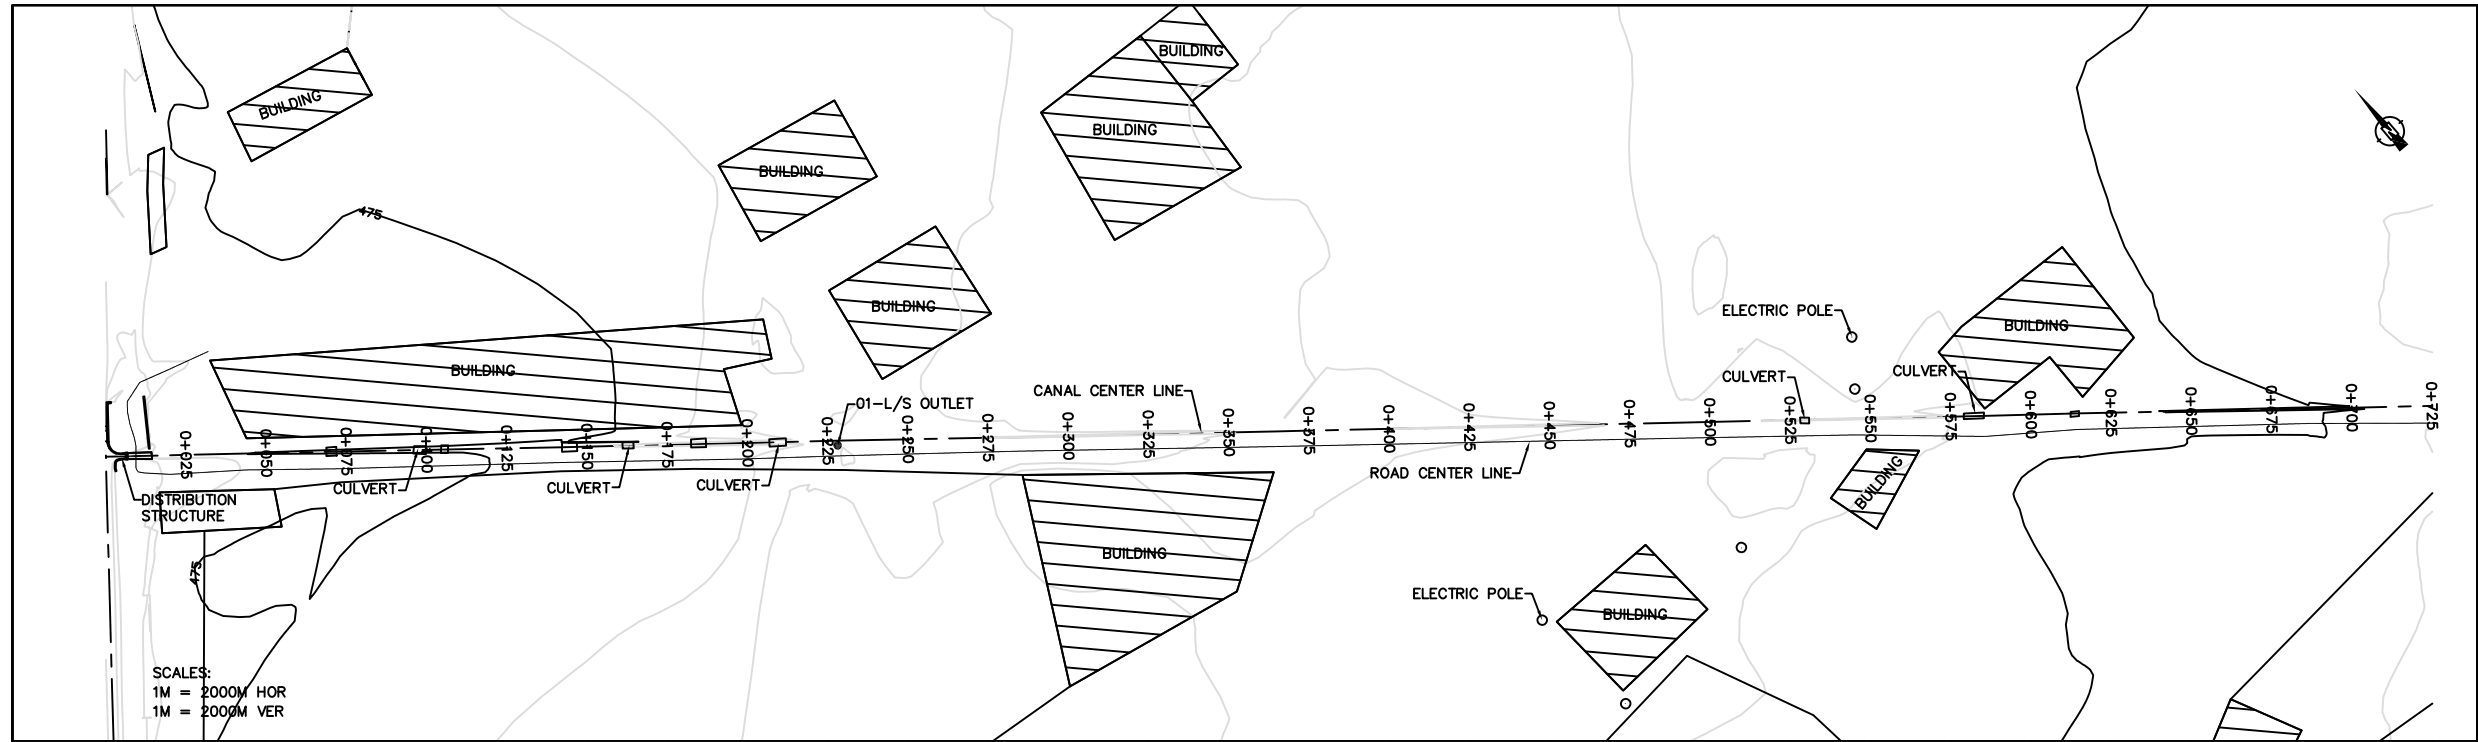 BUILDING
BUILDING
BUILDING
BUILDING
475
BUILDING
ELECTRIC POLE
BUILDING
BUILDING
CULVERT
CULVERT
CANAL CENTER LINE
01-L/S OUTLET
0+025
0+050
0+075
0+100
0+125
0+150
0+175
0+200
0+225
0+250
0+275
0+300
0+325
0+350
0+375
0+400
0+425
0+450
0+475
0+500
0+525
0+550
0+575
0+600
0+625
0+650
0+675
0+700
0+725
ROAD CENTER LINE
CULVERT
CULVERT
CULVERT
BUILDING
DISTRIBUTION
STRUCTURE
BUILDING
475
ELECTRIC POLE
BUILDING
SCALES:
1M = 2000M HOR
1M = 2000M VER